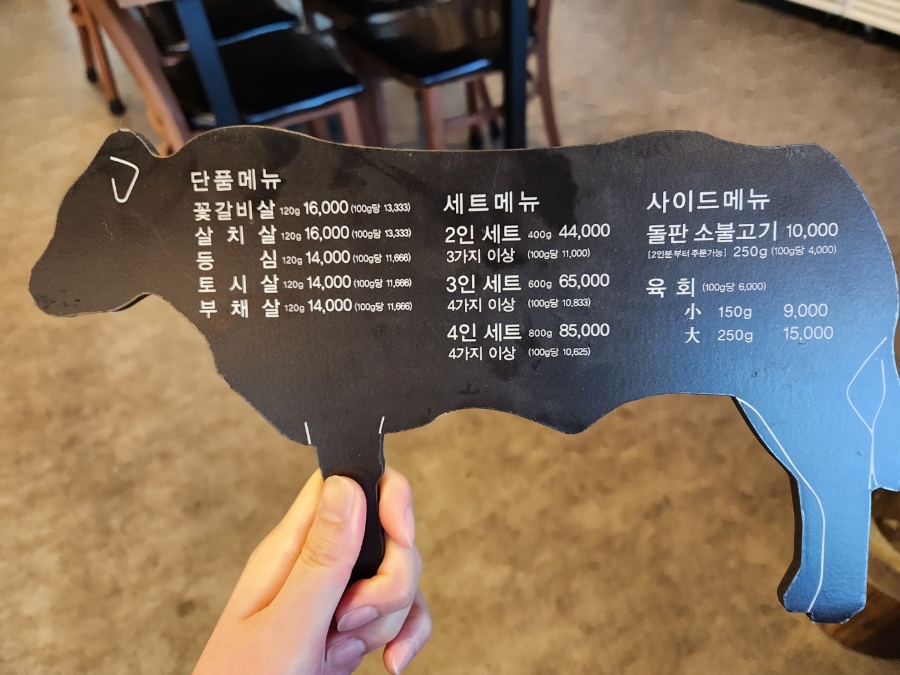 단품메뉴
꽃갈비살 120g 16,000 (100g당 13,333)
살 치 살 120g 16,000 (100g당 13,333)
등 심 120g 14,000 (100g당 11,666)
토 시 살 120g 14,000 (100g당 11,666)
부 채 살 120g 14,000 (100g당 11,666)
세트메뉴
2인 세트 400g 44,000
3가지 이상 (100g당 11,000)
3인 세트 600g 65,000
4가지 이상 (100g당 10,833)
4인 세트 800g 85,000
4가지 이상 (100g당 10,625)
사이드메뉴
돌판 소불고기 10,000
[2인분 부터 주문가능] 250g (100g당 4,000)
육 회 (100g당 6,000)
小 150g 9,000
大 250g 15,000